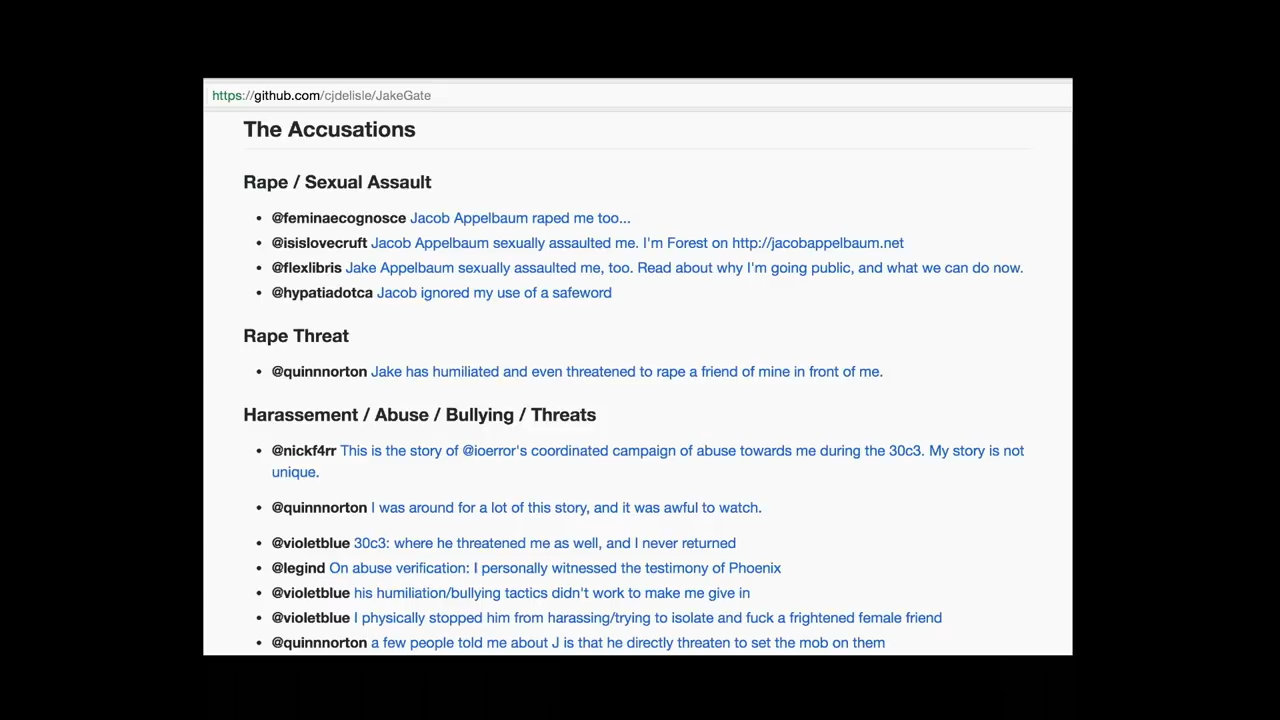 https://github.com/cjdelisle/JakeGate
The Accusations
Rape / Sexual Assault
• @feminaecognosce Jacob Appelbaum raped me too...
• @isislovecruft Jacob Appelbaum sexually assaulted me. I'm Forest on http://jacobappelbaum.net
• @flexlibris Jake Appelbaum sexually assaulted me, too. Read about why I'm going public, and what we can do now.
• @hypatiadotca Jacob ignored my use of a safeword
Rape Threat
• @quinnnorton Jake has humiliated and even threatened to rape a friend of mine in front of me.
Harassement / Abuse / Bullying / Threats
• @nickf4rr This is the story of @ioerror's coordinated campaign of abuse towards me during the 30c3. My story is not
unique.
• @quinnnorton I was around for a lot of this story, and it was awful to watch.
• @violetblue 30c3: where he threatened me as well, and I never returned
• @legind On abuse verification: I personally witnessed the testimony of Phoenix
• @violetblue his humiliation/bullying tactics didn't work to make me give in
• @violetblue I physically stopped him from harassing/trying to isolate and fuck a frightened female friend
• @quinnnorton a few people told me about J is that he directly threaten to set the mob on them